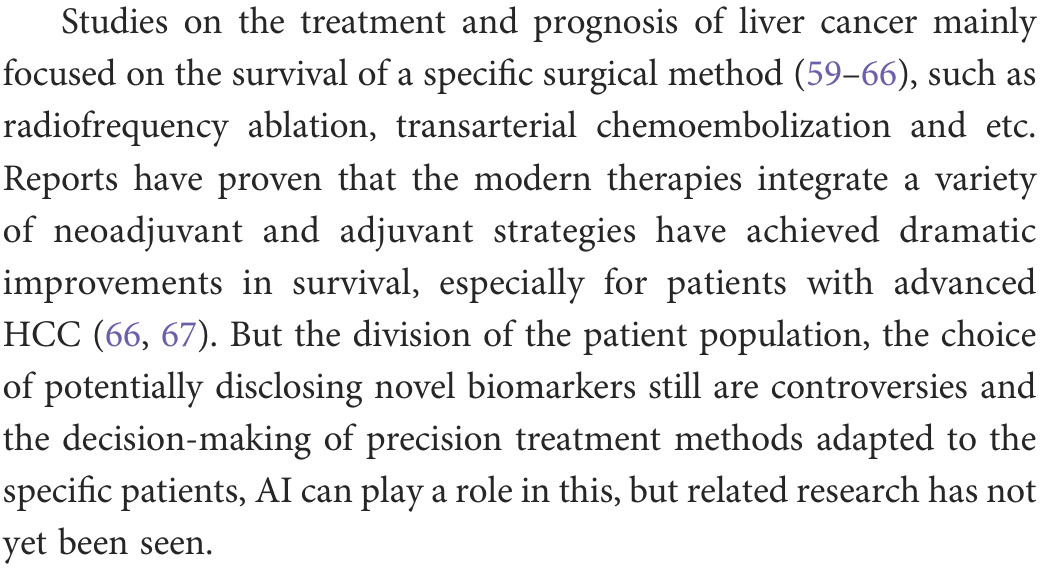 Studies on the treatment and prognosis of liver cancer mainly
focused on the survival of a specific surgical method (59–66), such as
radiofrequency ablation, transarterial chemoembolization and etc.
Reports have proven that the modern therapies integrate a variety
of neoadjuvant and adjuvant strategies have achieved dramatic
improvements in survival, especially for patients with advanced
HCC (66, 67). But the division of the patient population, the choice
of potentially disclosing novel biomarkers still are controversies and
the decision-making of precision treatment methods adapted to the
specific patients, AI can play a role in this, but related research has not
yet been seen.